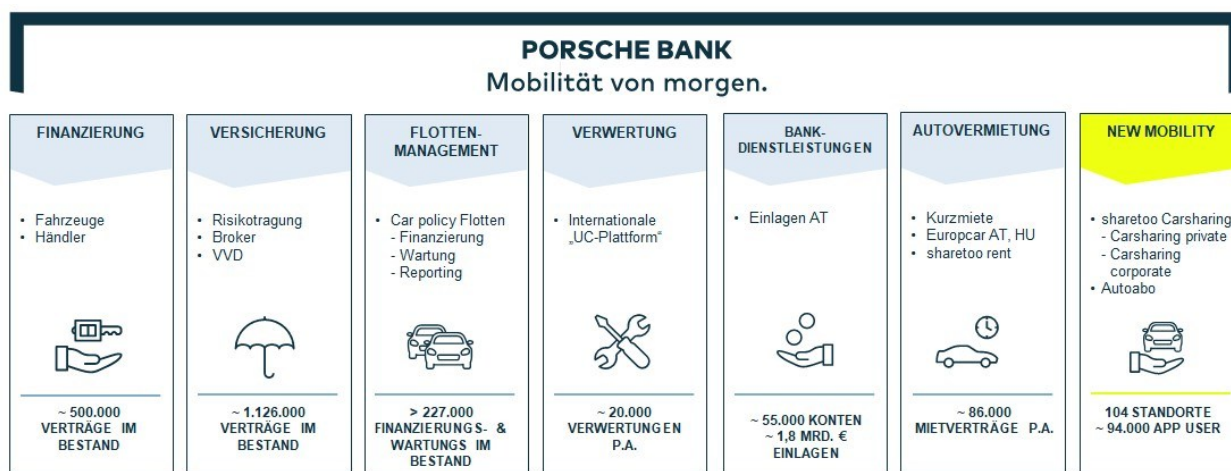 PORSCHE BANK
Mobilität von morgen.
FINANZIERUNG
• Fahrzeuge
• Händler
~ 500.000
VERTRÄGE IM
BESTAND
VERSICHERUNG
• Risikotragung
• Broker
• VVD
~ 1.126.000
VERTRÄGE IM
BESTAND
FLOTTEN-
MANAGEMENT
• Car policy Flotten
- Finanzierung
- Wartung
- Reporting
> 227.000
FINANZIERUNGS- &
WARTUNGS IM
BESTAND
VERWERTUNG
• Internationale
„UC-Plattform“
~ 20.000
VERWERTUNGEN
P.A.
BANK-
DIENSTLEISTUNGEN
• Einlagen AT
~ 55.000 KONTEN
~ 1,8 MRD. €
EINLAGEN
AUTOVERMIETUNG
• Kurzmiete
• Europcar AT, HU
• sharetoo rent
~ 86.000
MIETVERTRÄGE P.A.
NEW MOBILITY
• sharetoo Carsharing
- Carsharing private
- Carsharing
corporate
• Autoabo
104 STANDORTE
~ 94.000 APP USER